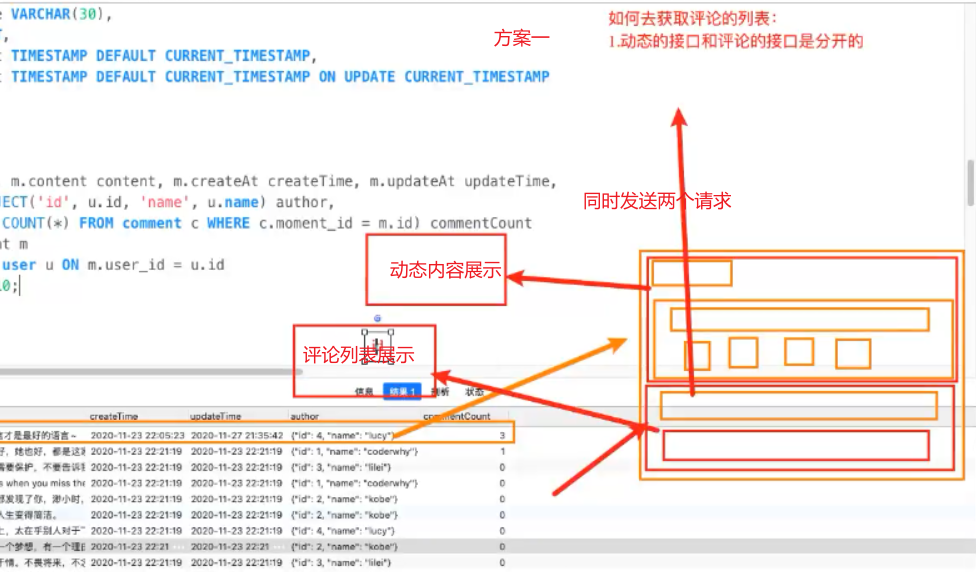 VARCHAR(30),
如何去获取评论的列表：
方案一
1.动态的接口和评论的接口是分开的
TIMESTAMP DEFAULT CURRENT_TIMESTAMP,
TIMESTAMP DEFAULT CURRENT_TIMESTAMP ON UPDATE CURRENT_TIMESTAMP
m.content content, m.createAt createTime, m.updateAt updateTime,
JECT('id', u.id, 'name', u.name) author,
同时发送两个请求
COUNT(*) FROM comment c WHERE c.moment_id = m.id) commentCount
nt m
user u ON m.user_id = u.id
动态内容展示
0;
评论列表展示
信息 结果 1 剖析 状态
createTime updateTime author commentCount
言才是最好的语言~ 2020-11-23 22:05:23 2020-11-27 21:35:42 {"id": 4, "name": "lucy"} 3
好，她也好，都是这 2020-11-23 22:21:19 2020-11-23 22:21:19 {"id": 1, "name": "coderwhy"} 1
需要保护，不要告诉 2020-11-23 22:21:19 2020-11-23 22:21:19 {"id": 3, "name": "lilei"} 0
s when you miss the 2020-11-23 22:21:19 2020-11-23 22:21:19 {"id": 1, "name": "coderwhy"} 0
发现了你，小时， 2020-11-23 22:21:19 2020-11-23 22:21:19 {"id": 2, "name": "kobe"} 0
人生变得简洁。 2020-11-23 22:21:19 2020-11-23 22:21:19 {"id": 2, "name": "kobe"} 0
，太在乎别人对于 2020-11-23 22:21:19 2020-11-23 22:21:19 {"id": 4, "name": "lucy"} 0
一个梦想，有一个理 2020-11-23 22:21 ··· 2020-11-23 22:21 ··· {"id": 2, "name": "kobe"} 0
情。不畏将来，不 2020-11-23 22:21:19 2020-11-23 22:21:19 {"id": 3, "name": "lilei"} 0